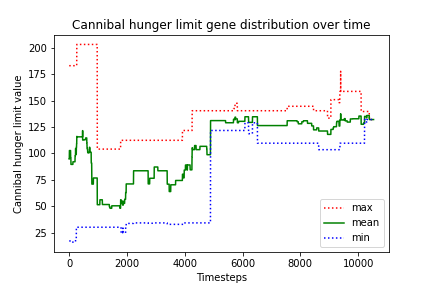 Cannibal hunger limit gene distribution over time
Cannibal hunger limit value
200
175
150
125
100
75
50
25
max
mean
min
0
2000
4000
6000
8000
10000
Timesteps